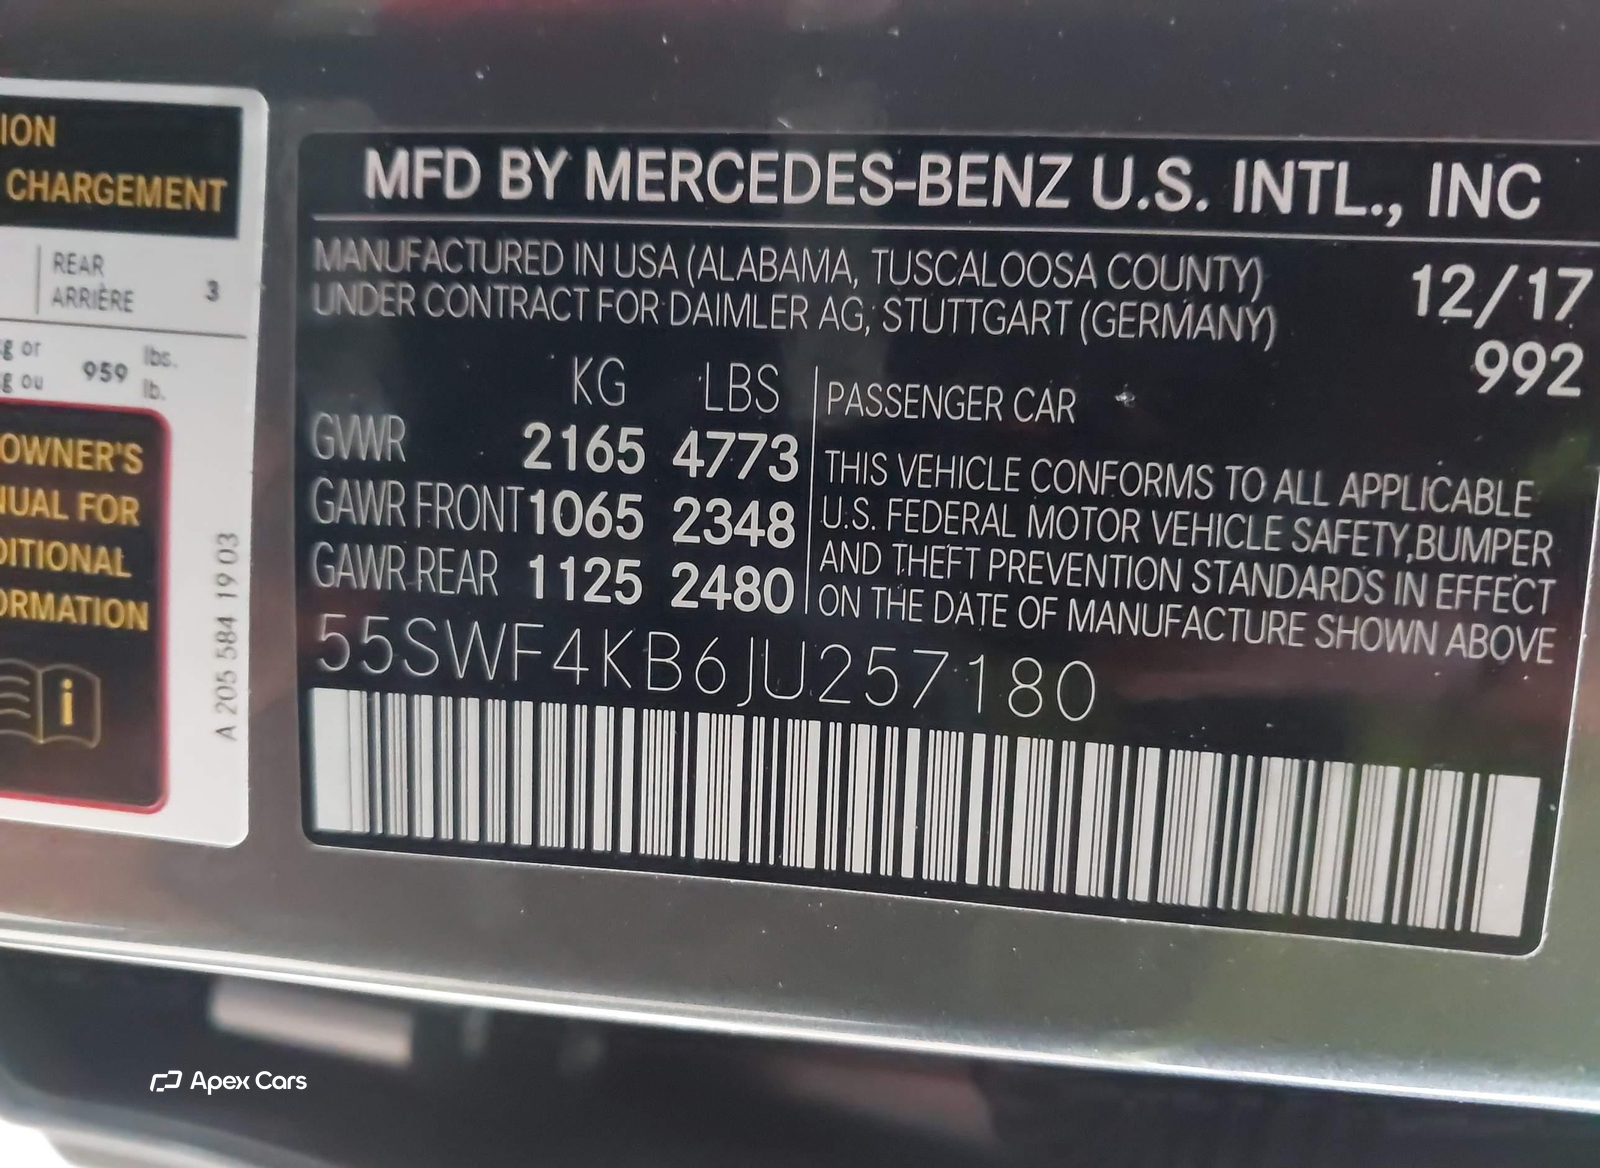 ION
CHARGEMENT
REAR
ARRIÈRE
3
g or
g ou
959
lbs.
lb.
OWNER'S
NUAL FOR
DITIONAL
ORMATION
i
A 205 584 19 03
MFD BY MERCEDES-BENZ U.S. INTL., INC
MANUFACTURED IN USA (ALABAMA, TUSCALOOSA COUNTY)
UNDER CONTRACT FOR DAIMLER AG, STUTTGART (GERMANY)
12/17
992
KG LBS
GVWR 2165 4773
GAWR FRONT 1065 2348
GAWR REAR 1125 2480
PASSENGER CAR
THIS VEHICLE CONFORMS TO ALL APPLICABLE
U.S. FEDERAL MOTOR VEHICLE SAFETY,BUMPER
AND THEFT PREVENTION STANDARDS IN EFFECT
ON THE DATE OF MANUFACTURE SHOWN ABOVE
55SWF4KB6JU257180
Apex Cars